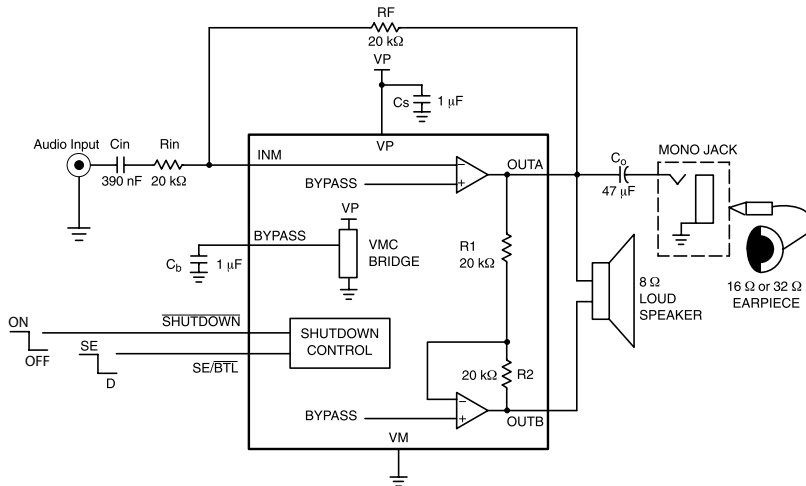 RF
20 kΩ
VP
Cs
1 μF
Audio Input
Cin
Rin
390 nF
20 kΩ
INM
VP
OUTA
BYPASS
Co
47 μF
MONO JACK
16 Ω or 32 Ω
EARPIECE
BYPASS
VP
VMC
BRIDGE
Cb
1 μF
R1
20 kΩ
8 Ω
LOUD
SPEAKER
ON
OFF
SHUTDOWN
SHUTDOWN
CONTROL
SE
D
SE/BTL
20 kΩ
R2
BYPASS
OUTB
VM